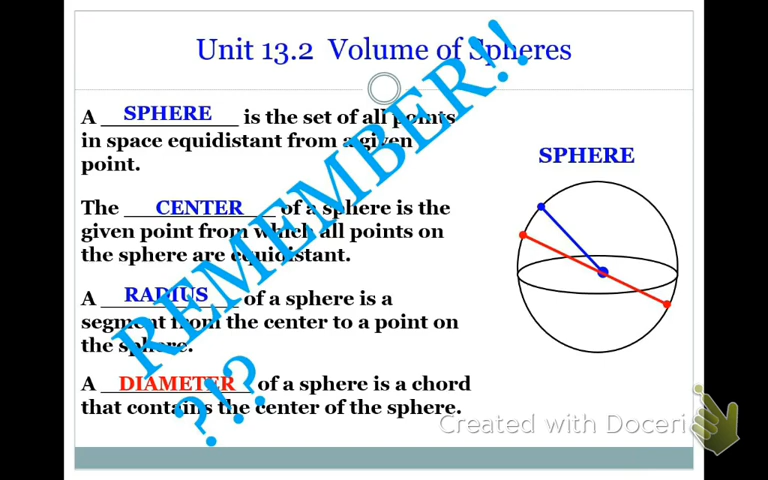 Unit 13.2 Volume of Spheres
A SPHERE is the set of all points
in space equidistant from a given
point.
The CENTER of a sphere is the
given point from which all points on
the sphere are equidistant.
A RADIUS of a sphere is a
segment from the center to a point on
the sphere.
A DIAMETER of a sphere is a chord
that contains the center of the sphere.
REMEMBER!!
?!?
SPHERE
Created with Doceri